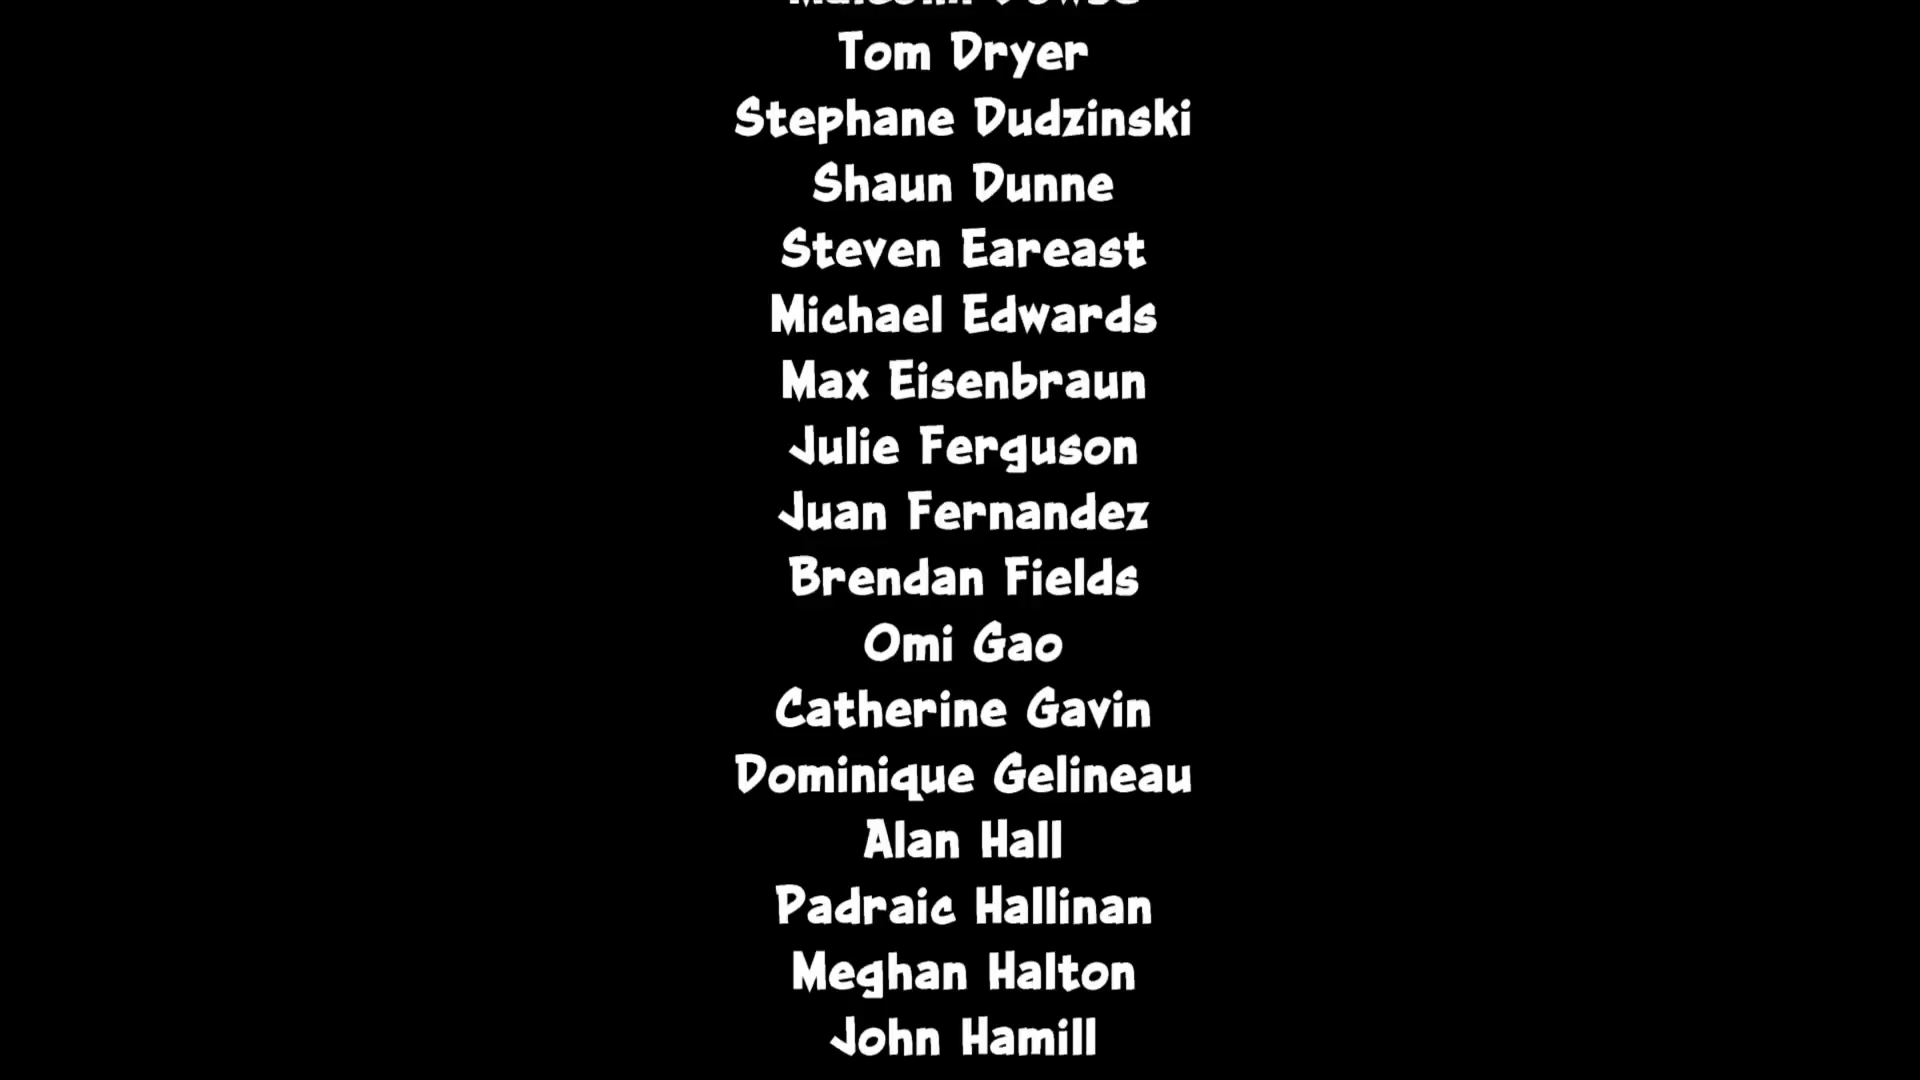 Tom Dryer
Stephane Dudzinski
Shaun Dunne
Steven Eareast
Michael Edwards
Max Eisenbraun
Julie Ferguson
Juan Fernandez
Brendan Fields
Omi Gao
Catherine Gavin
Dominique Gelineau
Alan Hall
Padraic Hallinan
Meghan Halton
John Hamill